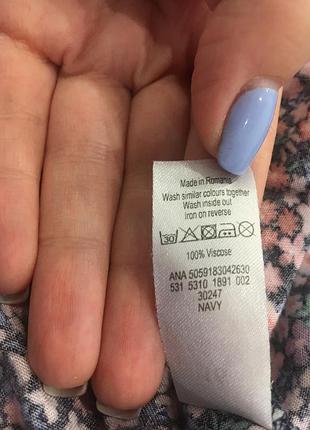 Made in Romania
Wash similar colours together
Wash inside out
iron on reverse
30
100% Viscose
ANA 5059183042630
531 5310 1891 002
30247
NAVY